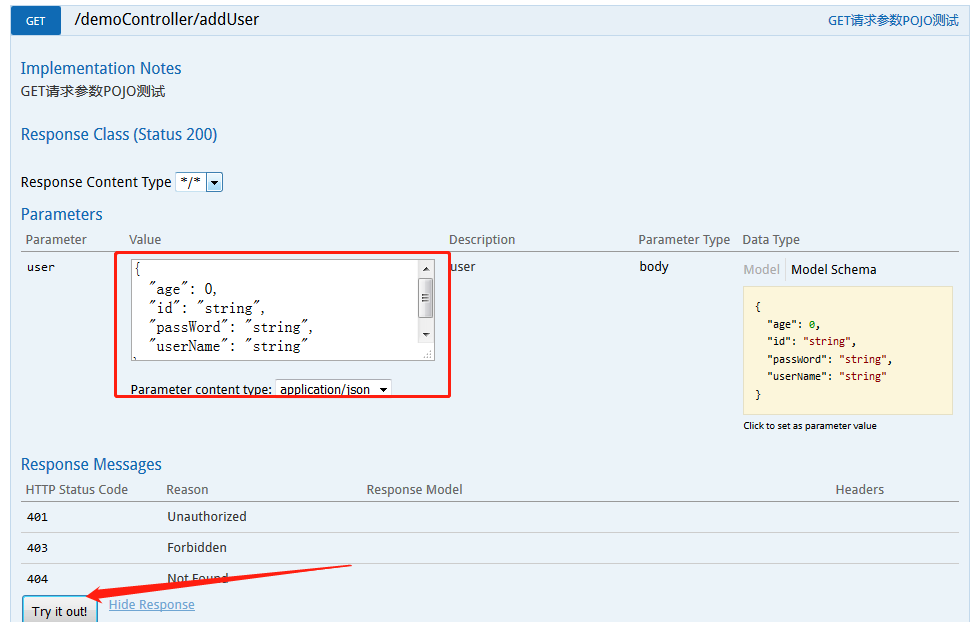 GET /demoController/addUser GET请求参数POJO测试
Implementation Notes
GET请求参数POJO测试
Response Class (Status 200)
Response Content Type */*
Parameters
Parameter Value Description Parameter Type Data Type
user
{
"age": 0,
"id": "string",
"passWord": "string",
"userName": "string"
Parameter content type: application/json
user body
Model Model Schema
{
"age": 0,
"id": "string",
"passWord": "string",
"userName": "string"
}
Click to set as parameter value
Response Messages
HTTP Status Code Reason Response Model Headers
401 Unauthorized
403 Forbidden
404 Not Found
Try it out! Hide Response